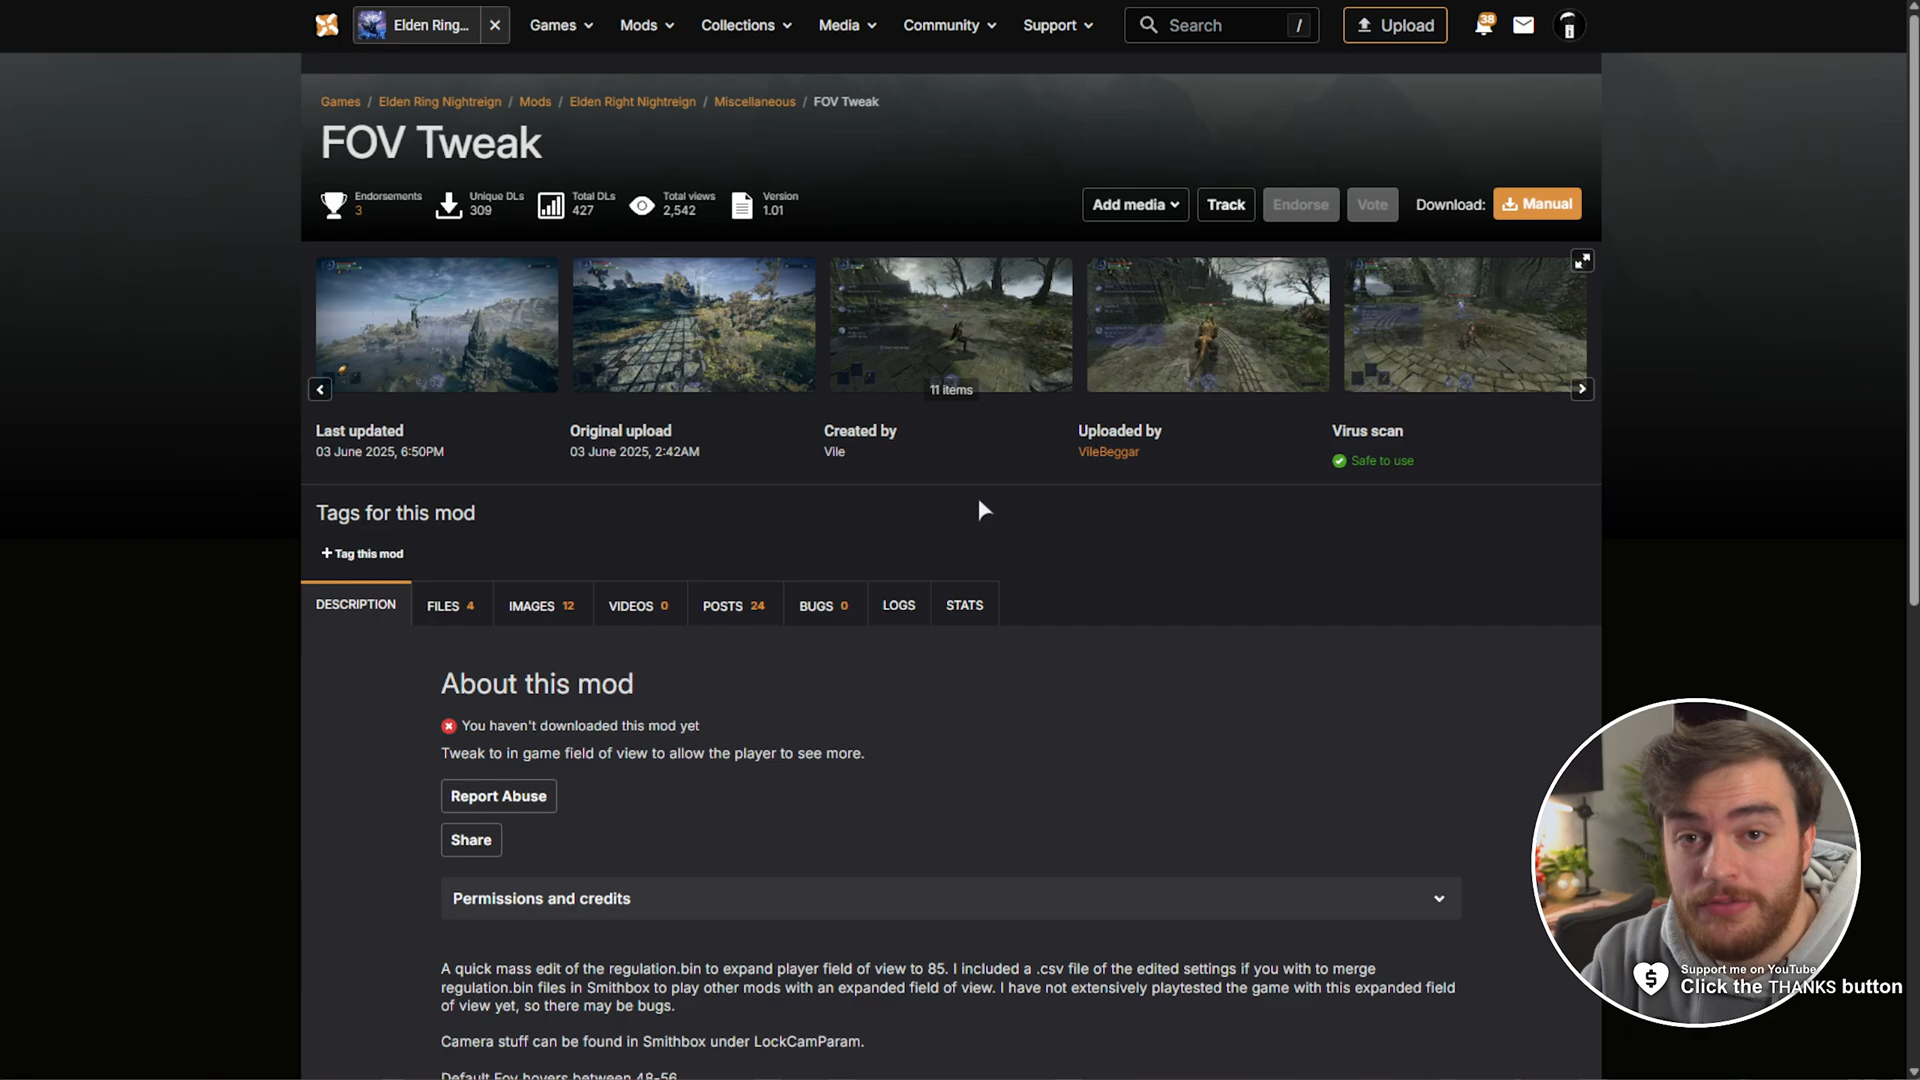 Elden Ring...
Games
Mods
Collections
Media
Community
Support
Search
/
Upload
38
Games / Elden Ring Nightreign / Mods / Elden Right Nightreign / Miscellaneous / FOV Tweak
FOV Tweak
Endorsements
3
Unique DLs
309
Total DLs
427
Total views
2,542
Version
1.01
Add media
Track
Endorse
Vote
Download:
Manual
11 items
Last updated
03 June 2025, 6:50PM
Original upload
03 June 2025, 2:42AM
Created by
Vile
Uploaded by
VileBeggar
Virus scan
Safe to use
Tags for this mod
+ Tag this mod
DESCRIPTION
FILES 4
IMAGES 12
VIDEOS 0
POSTS 24
BUGS 0
LOGS
STATS
About this mod
You haven't downloaded this mod yet
Tweak to in game field of view to allow the player to see more.
Report Abuse
Share
Permissions and credits
A quick mass edit of the regulation.bin to expand player field of view to 85. I included a .csv file of the edited settings if you with to merge
regulation.bin files in Smithbox to play other mods with an expanded field of view. I have not extensively playtested the game with this expanded field
of view yet, so there may be bugs.
Camera stuff can be found in Smithbox under LockCamParam.
Default Fov hovers between 48-56
Support me on YouTube
Click the THANKS button